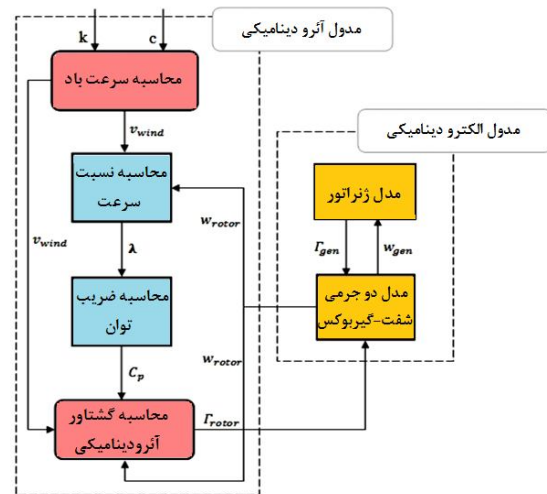 مدول آئرو دینامیکی
k
c
محاسبه سرعت باد
v_wind
مدول الکترو دینامیکی
محاسبه نسبت
سرعت
مدل ژنراتور
w_rotor
v_wind
λ
Γ_gen
w_gen
محاسبه ضریب
توان
مدل دو جرمی
شفت-گیربوکس
w_rotor
C_p
محاسبه گشتاور
آئرودینامیکی
Γ_rotor